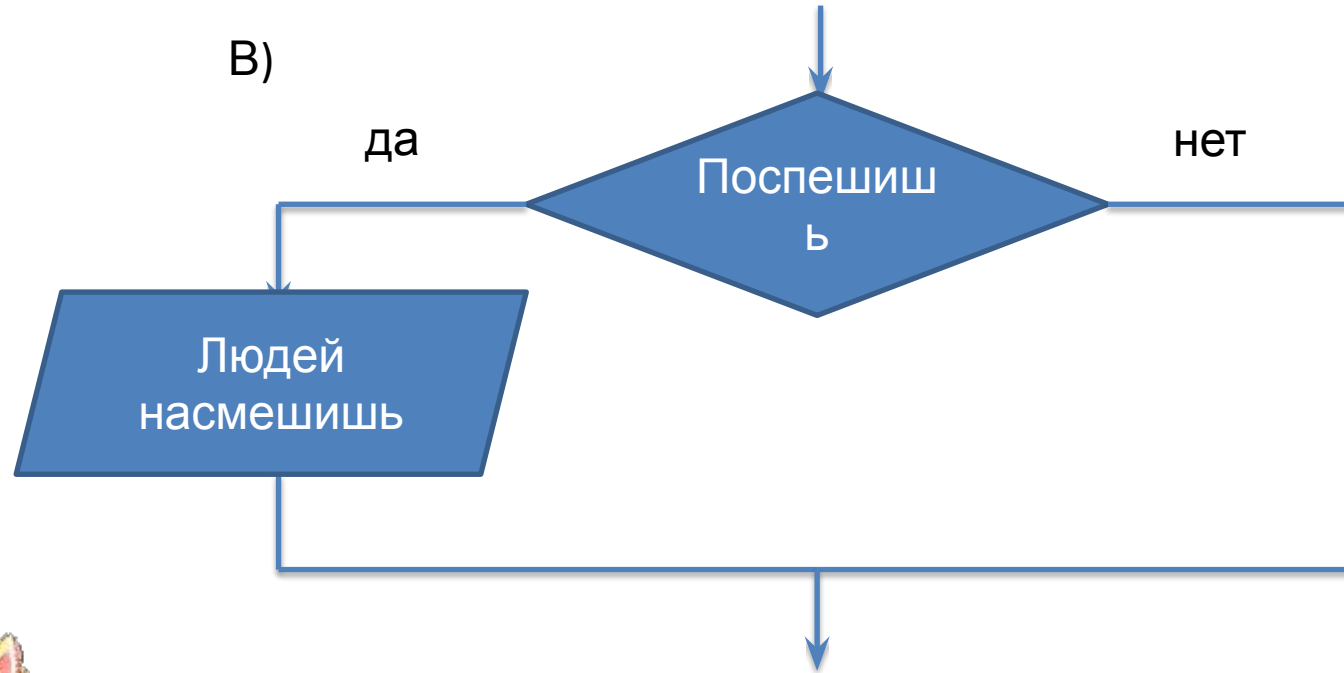 В)
да
нет
Поспешиш
ь
Людей
насмешишь